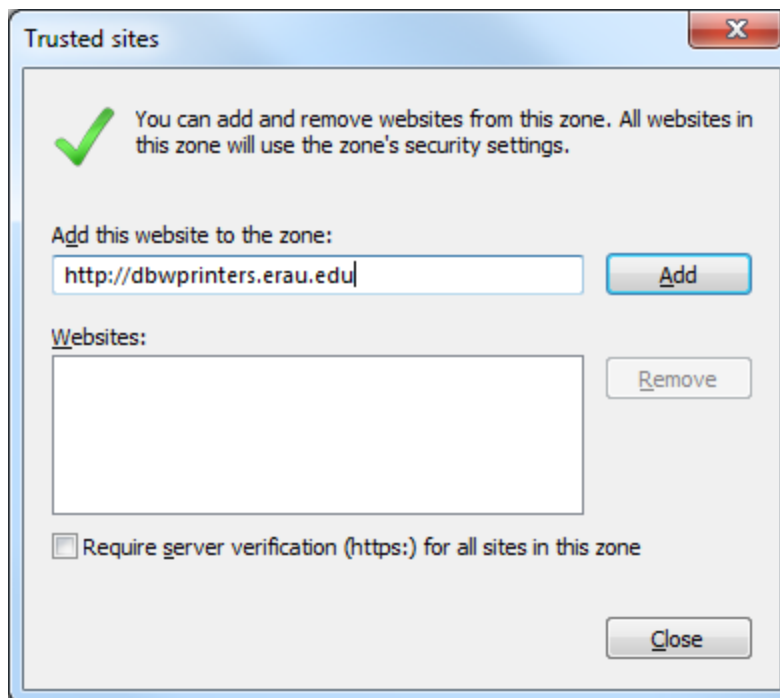 Trusted sites
You can add and remove websites from this zone. All websites in
this zone will use the zone's security settings.
Add this website to the zone:
http://dbwprinters.erau.edu
Add
Websites:
Remove
Require server verification (https:) for all sites in this zone
Close